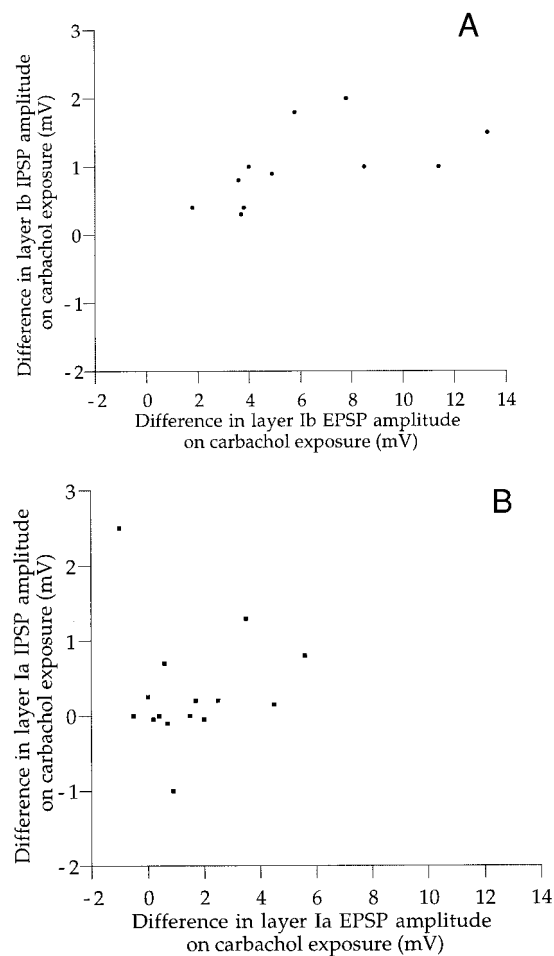 A
Difference in layer Ib IPSP amplitude
on carbachol exposure (mV)
3
2
1
0
-1
-2
-2 0 2 4 6 8 10 12 14
Difference in layer Ib EPSP amplitude
on carbachol exposure (mV)
B
Difference in layer Ia IPSP amplitude
on carbachol exposure (mV)
3
2
1
0
-1
-2
-2 0 2 4 6 8 10 12 14
Difference in layer Ia EPSP amplitude
on carbachol exposure (mV)